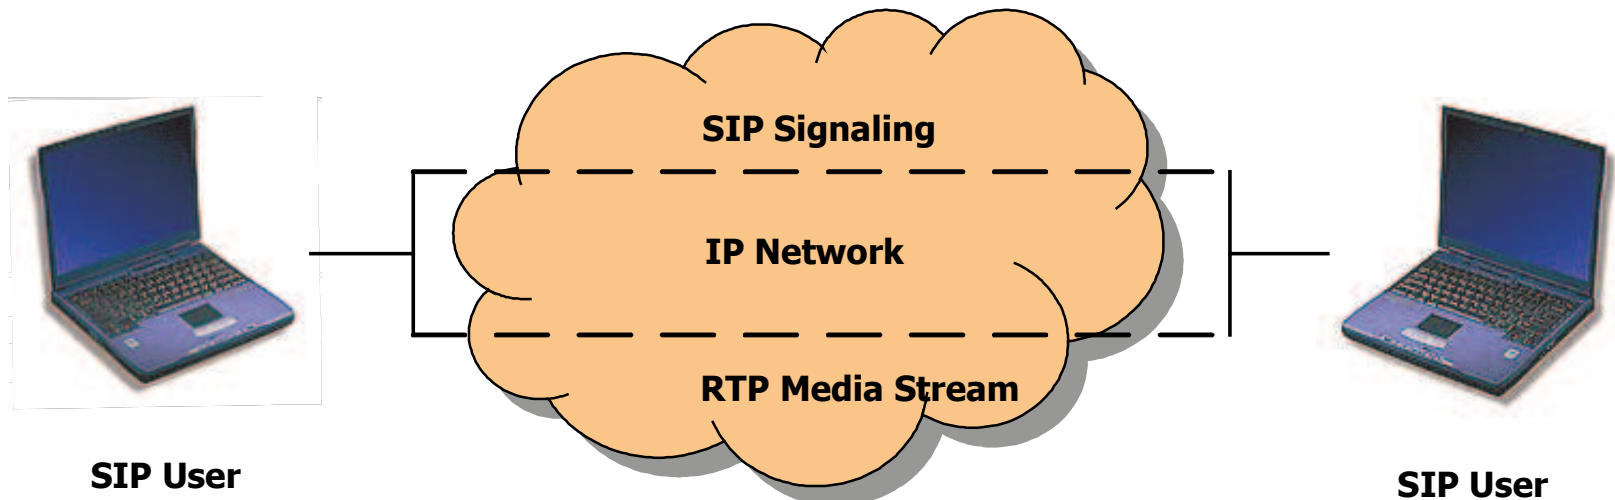 SIP Signaling
IP Network
RTP Media Stream
SIP User
SIP User